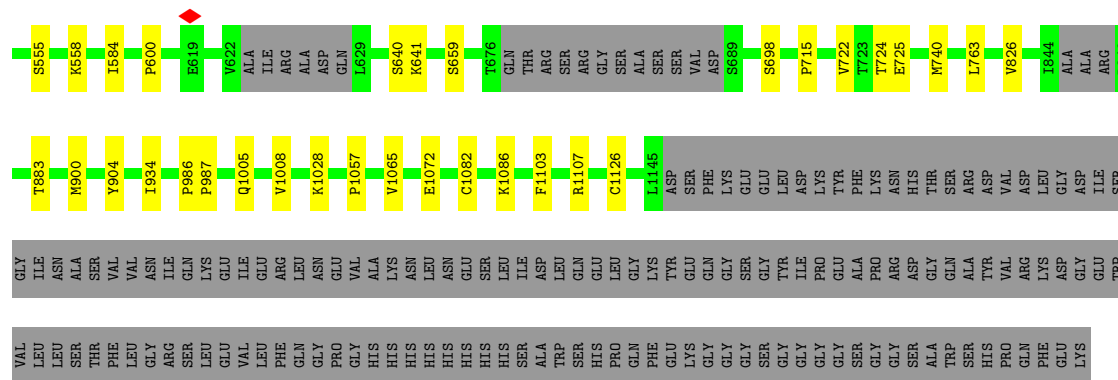 S555 K558 I584 P600 E619 V622 ALA ILE ARG ALA ASP GLN L629 S640 K641 S659 T676 GLN THR ARG SER ARG GLY SER ALA SER SER VAL ASP S689 S698 P715 V722 T723 T724 E725 M740 L763 V826 I844 ALA ALA ARG
T883 M900 Y904 I934 P986 P987 Q1005 V1008 K1028 P1057 V1065 E1072 C1082 K1086 F1103 R1107 C1126 L1145 ASP SER PHE LYS GLU GLU LEU ASP LYS TYR PHE LYS ASN HIS THR SER ARG ASP VAL ASP LEU GLY ASP ILE SER
GLY ILE ASN ALA SER VAL VAL ASN ILE GLN LYS GLU ILE GLU ARG LEU ASN GLU VAL ALA LYS ASN LEU ASN GLU SER LEU ILE ASP LEU GLN GLU LEU GLY LYS TYR GLU GLN GLY SER GLY TYR ILE PRO GLU ALA PRO ARG ASP GLY GLN ALA TYR VAL ARG LYS ASP GLY GLU TRP
VAL LEU LEU SER THR PHE LEU GLY ARG SER LEU GLU VAL LEU PHE GLN GLY PRO GLY HIS HIS HIS HIS HIS HIS HIS HIS SER ALA TRP SER HIS PRO GLN PHE GLU LYS GLY GLY GLY SER GLY GLY GLY GLY SER GLY GLY SER ALA TRP SER HIS PRO GLN PHE GLU LYS